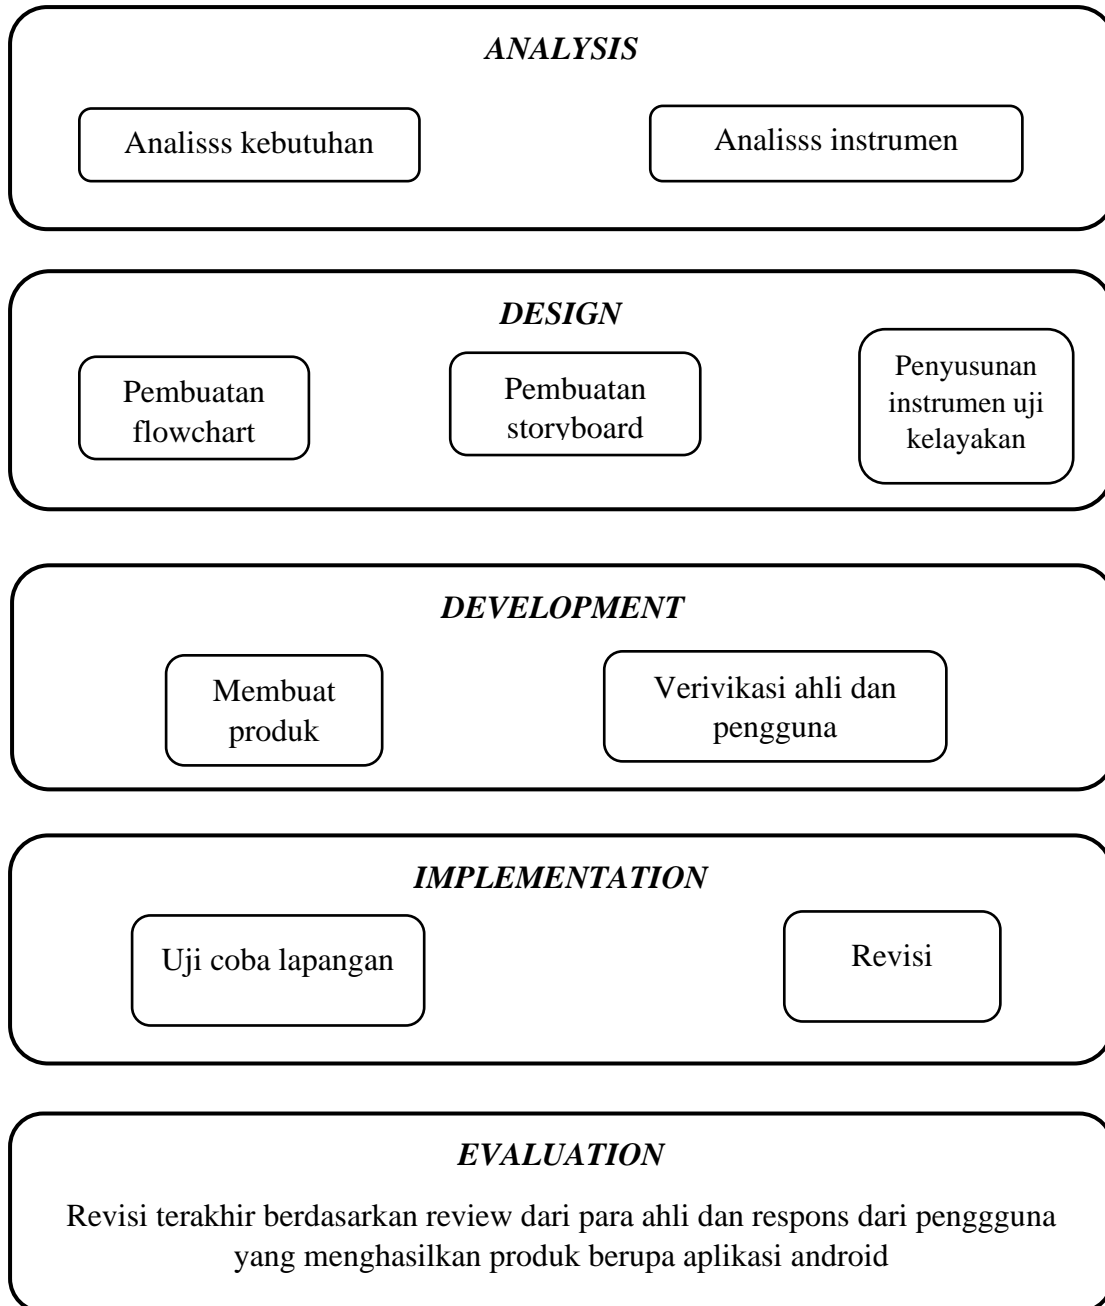 ANALYSIS
Analisss kebutuhan
Analisss instrumen
DESIGN
Pembuatan
flowchart
Pembuatan
storyboard
Penyusunan
instrumen uji
kelayakan
DEVELOPMENT
Membuat
produk
Verivikasi ahli dan
pengguna
IMPLEMENTATION
Uji coba lapangan
Revisi
EVALUATION
Revisi terakhir berdasarkan review dari para ahli dan respons dari penggguna
yang menghasilkan produk berupa aplikasi android